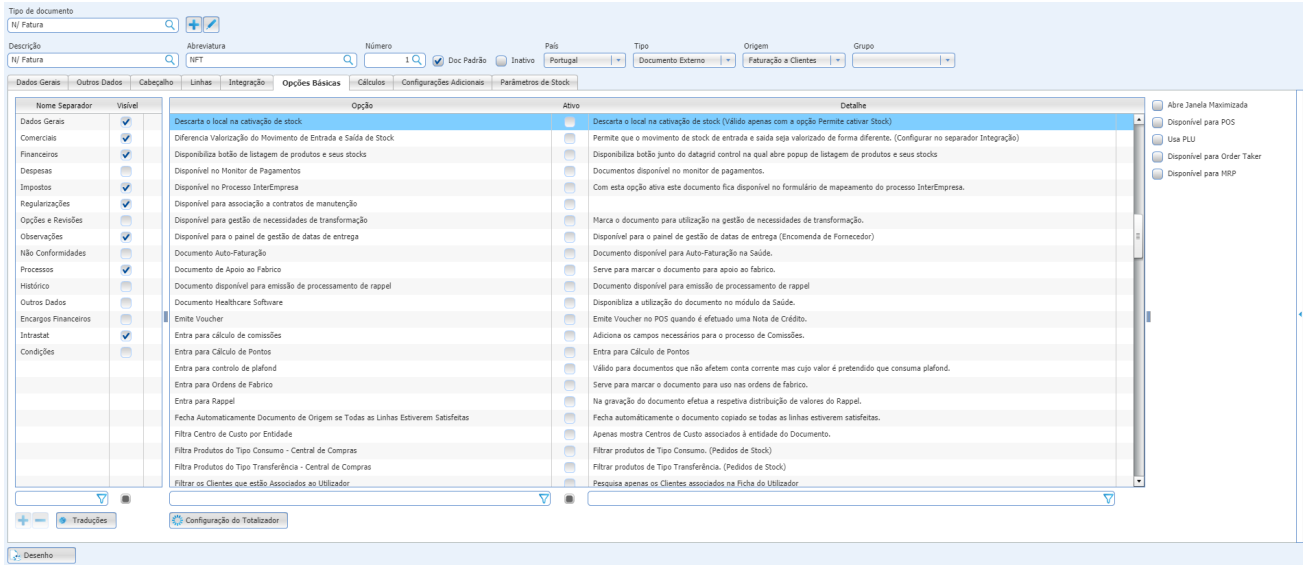 Tipo de documento
N/ Fatura
Descrição Abreviatura Número País Tipo Origem Grupo
N/ Fatura NFT 1 Doc Padrão Inativo Portugal Documento Externo Faturação a Clientes
Dados Gerais Outros Dados Cabeçalho Linhas Integração Opções Básicas Cálculos Configurações Adicionais Parâmetros de Stock
Nome Separador Visível Opção Ativo Detalhe Abre Janela Maximizada
Dados Gerais Descarta o local na cativação de stock Descarta o local na cativação de stock (Válido apenas com a opção Permite cativar Stock) Disponível para POS
Comerciais Diferencia Valorização do Movimento de Entrada e Saída de Stock Permite que o movimento de stock de entrada e saida seja valorizado de forma diferente. (Configurar no separador Integração) Usa PLU
Financeiros Disponibiliza botão de listagem de produtos e seus stocks Disponibiliza botão junto do datagrid control na qual abre popup de listagem de produtos e seus stocks Disponível para Order Taker
Despesas Disponível no Monitor de Pagamentos Documentos disponível no monitor de pagamentos. Disponível para MRP
Impostos Disponível no Processo InterEmpresa Com esta opção ativa este documento fica disponível no formulário de mapeamento do processo InterEmpresa.
Regularizações Disponível para associação a contratos de manutenção
Opções e Revisões Disponível para gestão de necessidades de transformação Marca o documento para utilização na gestão de necessidades de transformação.
Observações Disponível para o painel de gestão de datas de entrega Disponível para o painel de gestão de datas de entrega (Encomenda de Fornecedor)
Não Conformidades Documento Auto-Faturação Documento disponível para Auto-Faturação na Saúde.
Processos Documento de Apoio ao Fabrico Serve para marcar o documento para apoio ao fabrico.
Histórico Documento disponível para emissão de processamento de rappel Documento disponível para emissão de processamento de rappel
Outros Dados Documento Healthcare Software Disponibliza a utilização do documento no módulo da Saúde.
Encargos Financeiros Emite Voucher Emite Voucher no POS quando é efetuado uma Nota de Crédito.
Intrastat Entra para cálculo de comissões Adiciona os campos necessários para o processo de Comissões.
Condições Entra para Cálculo de Pontos Entra para Cálculo de Pontos
Entra para controlo de plafond Válido para documentos que não afetem conta corrente mas cujo valor é pretendido que consuma plafond.
Entra para Ordens de Fabrico Serve para marcar o documento para uso nas ordens de fabrico.
Entra para Rappel Na gravação do documento efetua a respetiva distribuição de valores do Rappel.
Fecha Automaticamente Documento de Origem se Todas as Linhas Estiverem Satisfeitas Fecha automáticamente o documento copiado se todas as linhas estiverem satisfeitas.
Filtra Centro de Custo por Entidade Apenas mostra Centros de Custo associados à entidade do Documento.
Filtra Produtos do Tipo Consumo - Central de Compras Filtrar produtos de Tipo Consumo. (Pedidos de Stock)
Filtra Produtos do Tipo Transferência - Central de Compras Filtrar produtos de Tipo Transferência. (Pedidos de Stock)
Filtrar os Clientes que estão Associados ao Utilizador Pesquisa apenas os Clientes associados na Ficha do Utilizador
Traduções Configuração do Totalizador
Desenho